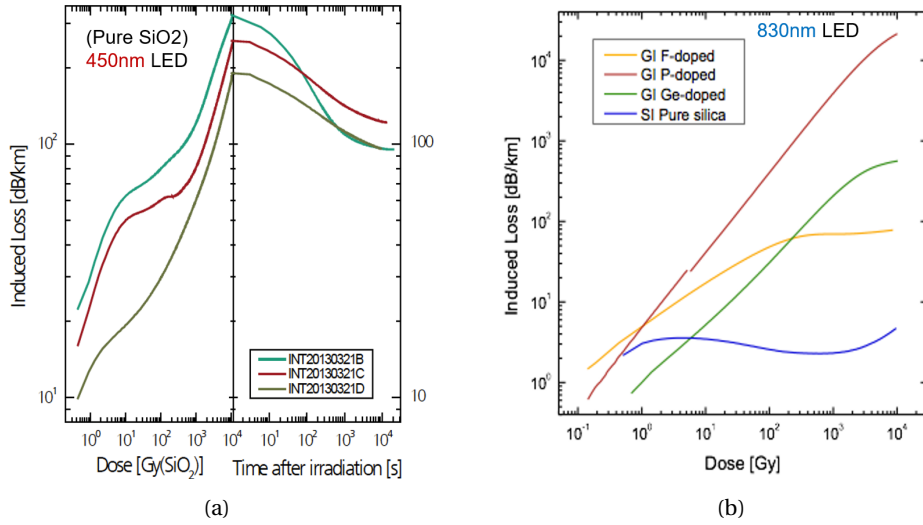 (Pure SiO2)
450nm LED
Induced Loss [dB/km]
10²
10¹
100
10
INT20130321B
INT20130321C
INT20130321D
10⁰ 10¹ 10² 10³ 10⁴ 10⁰ 10¹ 10² 10³ 10⁴
Dose [Gy(SiO₂)] Time after irradiation [s]
(a)
830nm LED
GI F-doped
GI P-doped
GI Ge-doped
SI Pure silica
Induced Loss [dB/km]
10⁴
10³
10²
10¹
10⁰
10⁻¹ 10⁰ 10¹ 10² 10³ 10⁴
Dose [Gy]
(b)